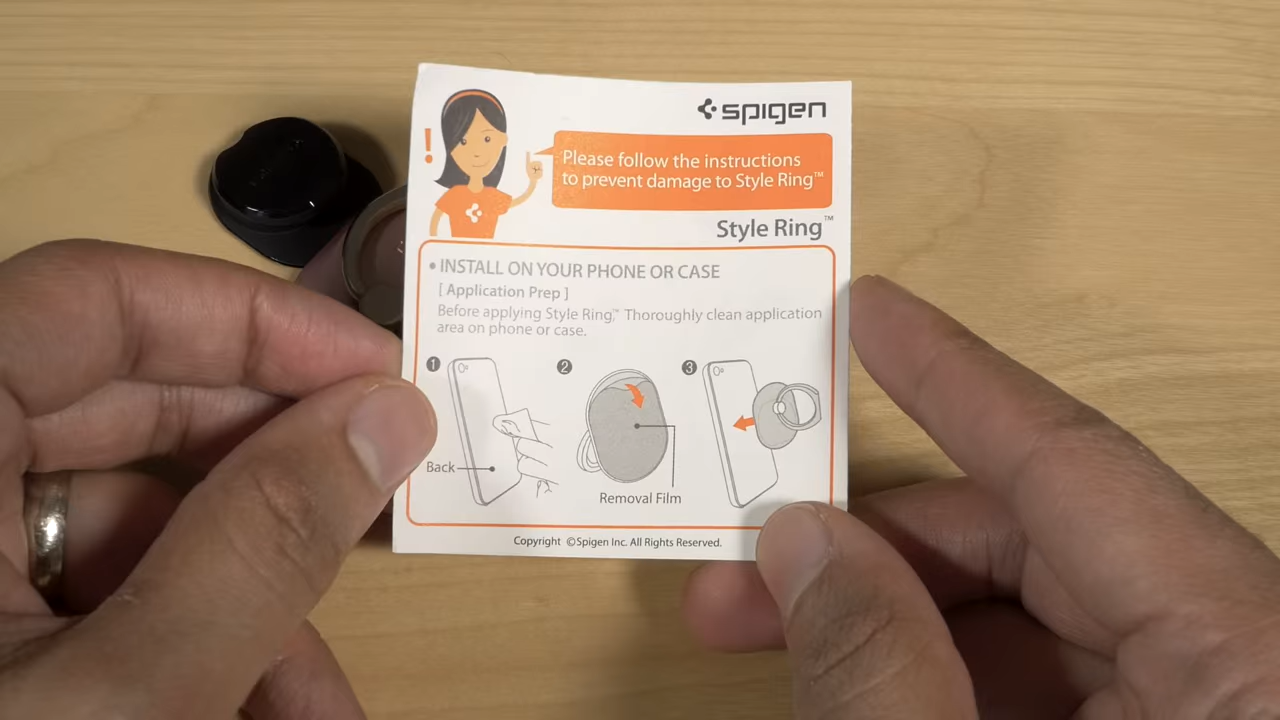 spigen
!
Please follow the instructions
to prevent damage to Style Ring™
Style Ring™
• INSTALL ON YOUR PHONE OR CASE
[ Application Prep ]
Before applying Style Ring,™ Thoroughly clean application
area on phone or case.
1 2 3
Back
Removal Film
Copyright ©Spigen Inc. All Rights Reserved.